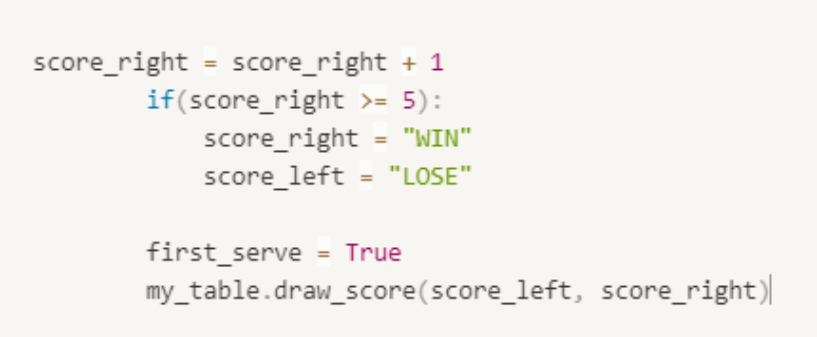 score_right = score_right + 1
        if(score_right >= 5):
            score_right = "WIN"
            score_left = "LOSE"

        first_serve = True
        my_table.draw_score(score_left, score_right)